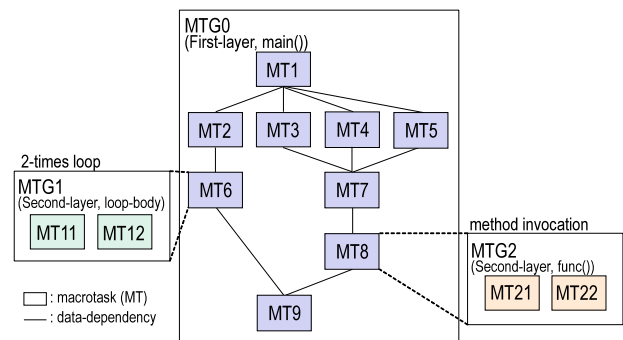 MTG0
(First-layer, main())
MT1
MT2 MT3 MT4 MT5
2-times loop
MTG1
(Second-layer, loop-body)
MT11 MT12
MT6 MT7
method invocation
MT8
MTG2
(Second-layer, func())
MT21 MT22
MT9
: macrotask (MT)
: data-dependency